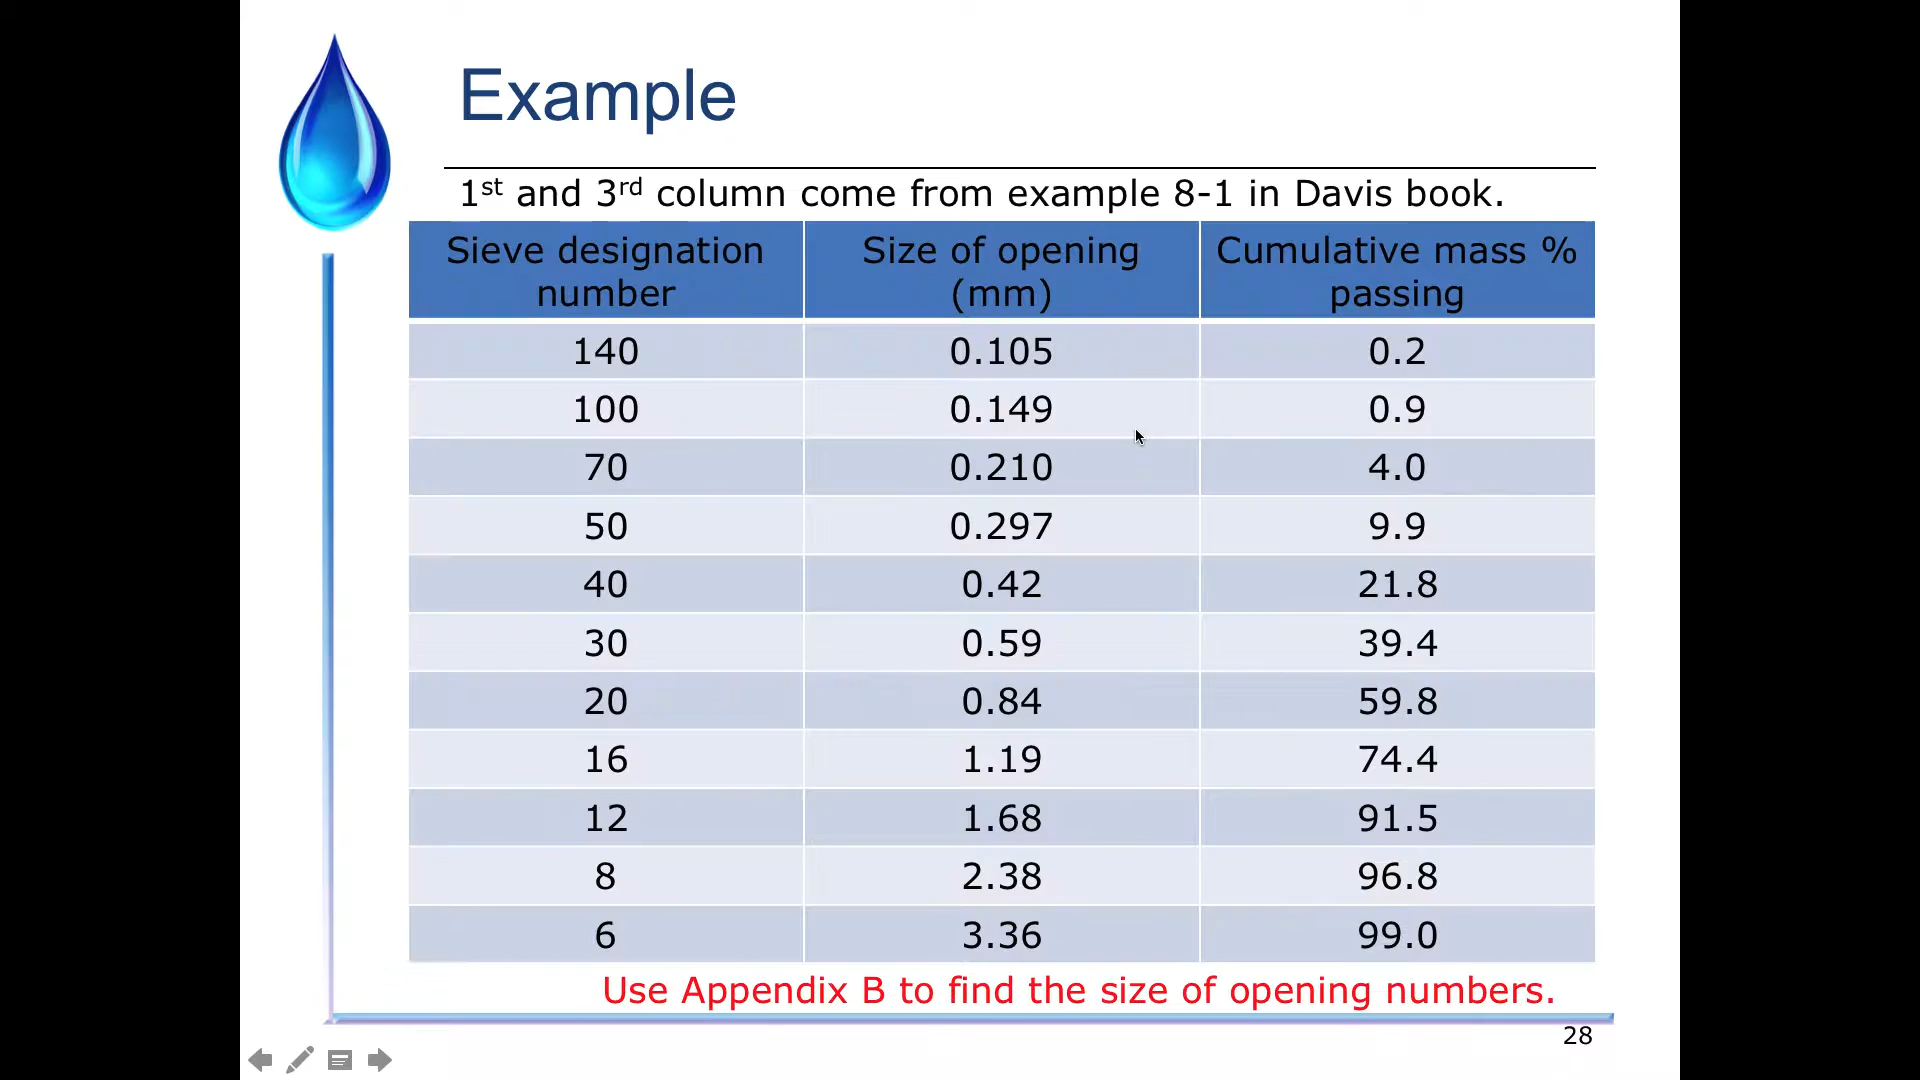 Example
1st and 3rd column come from example 8-1 in Davis book.
Sieve designation number Size of opening (mm) Cumulative mass % passing
140 0.105 0.2
100 0.149 0.9
70 0.210 4.0
50 0.297 9.9
40 0.42 21.8
30 0.59 39.4
20 0.84 59.8
16 1.19 74.4
12 1.68 91.5
8 2.38 96.8
6 3.36 99.0
Use Appendix B to find the size of opening numbers.
28